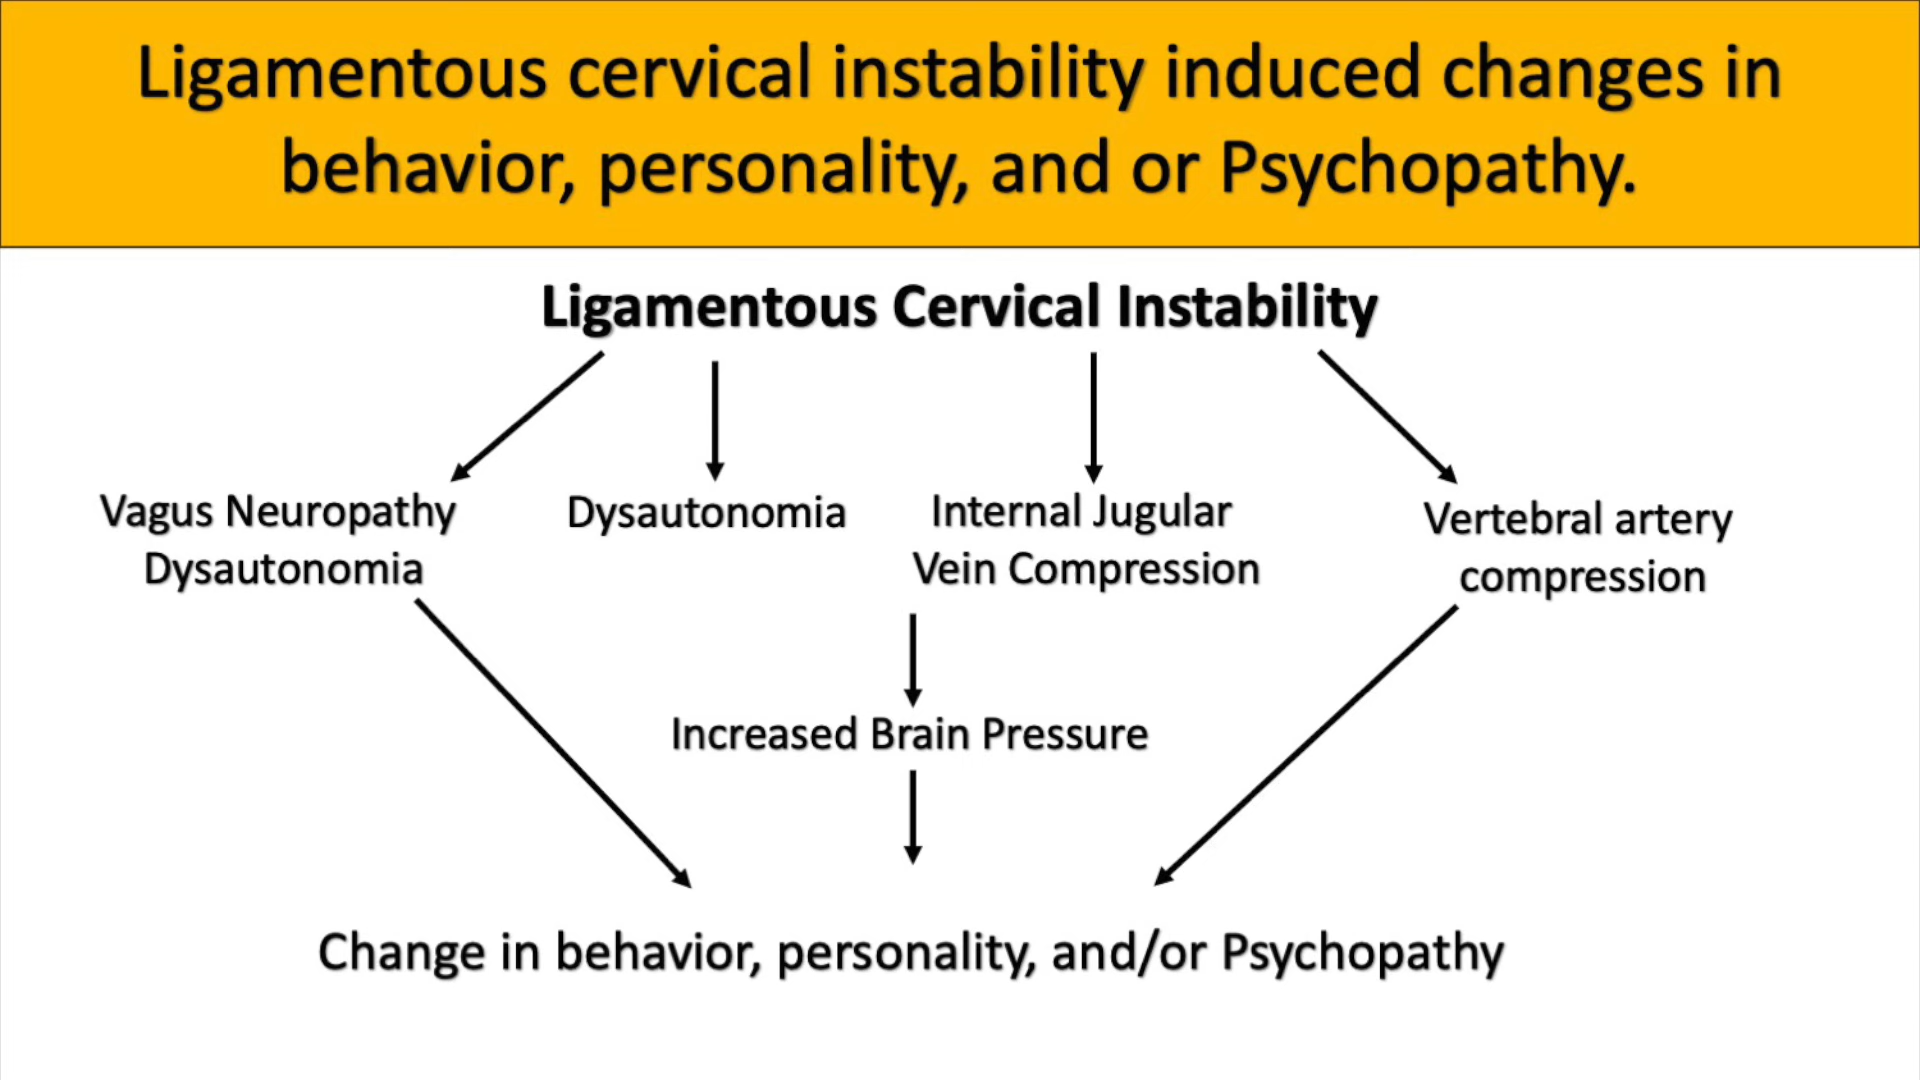 Ligamentous cervical instability induced changes in
behavior, personality, and or Psychopathy.
Ligamentous Cervical Instability
Vagus Neuropathy
Dysautonomia
Dysautonomia
Internal Jugular
Vein Compression
Vertebral artery
compression
Increased Brain Pressure
Change in behavior, personality, and/or Psychopathy